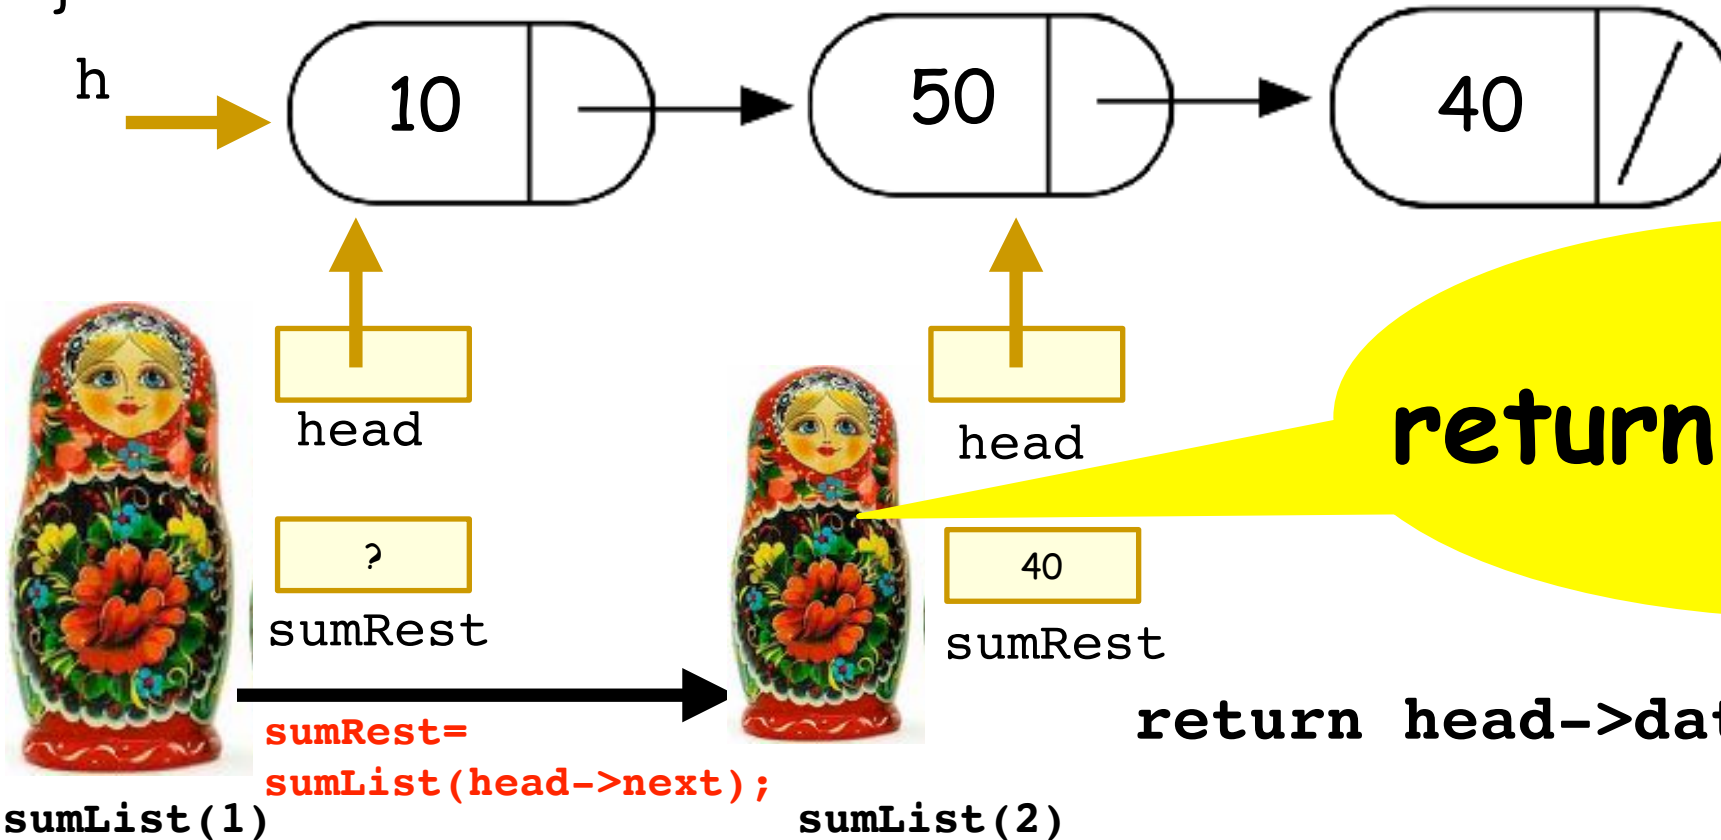 }
h
10
50
40
head
head
return
?
40
sumRest
sumRest
return head->dat
sumRest=
sumList(head->next);
sumList(1)
sumList(2)